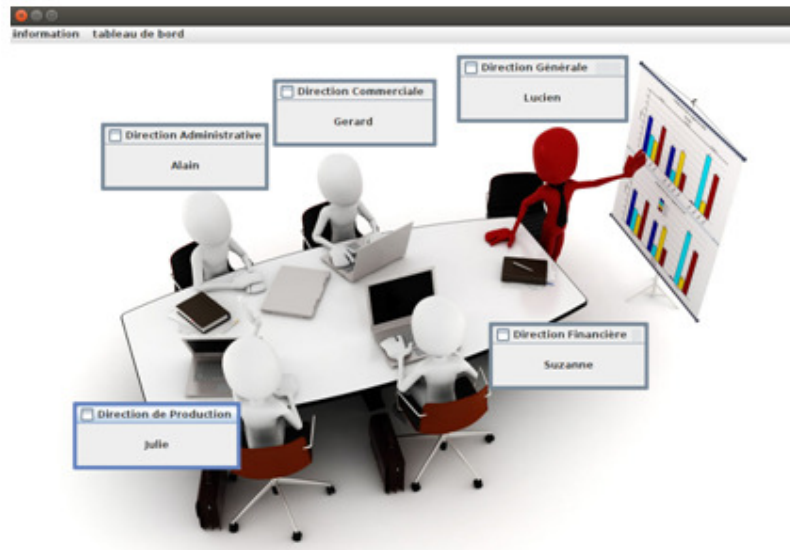 information tableau de bord
Direction Générale
Lucien
Direction Commerciale
Gerard
Direction Administrative
Alain
Direction Financière
Suzanne
Direction de Production
Julie